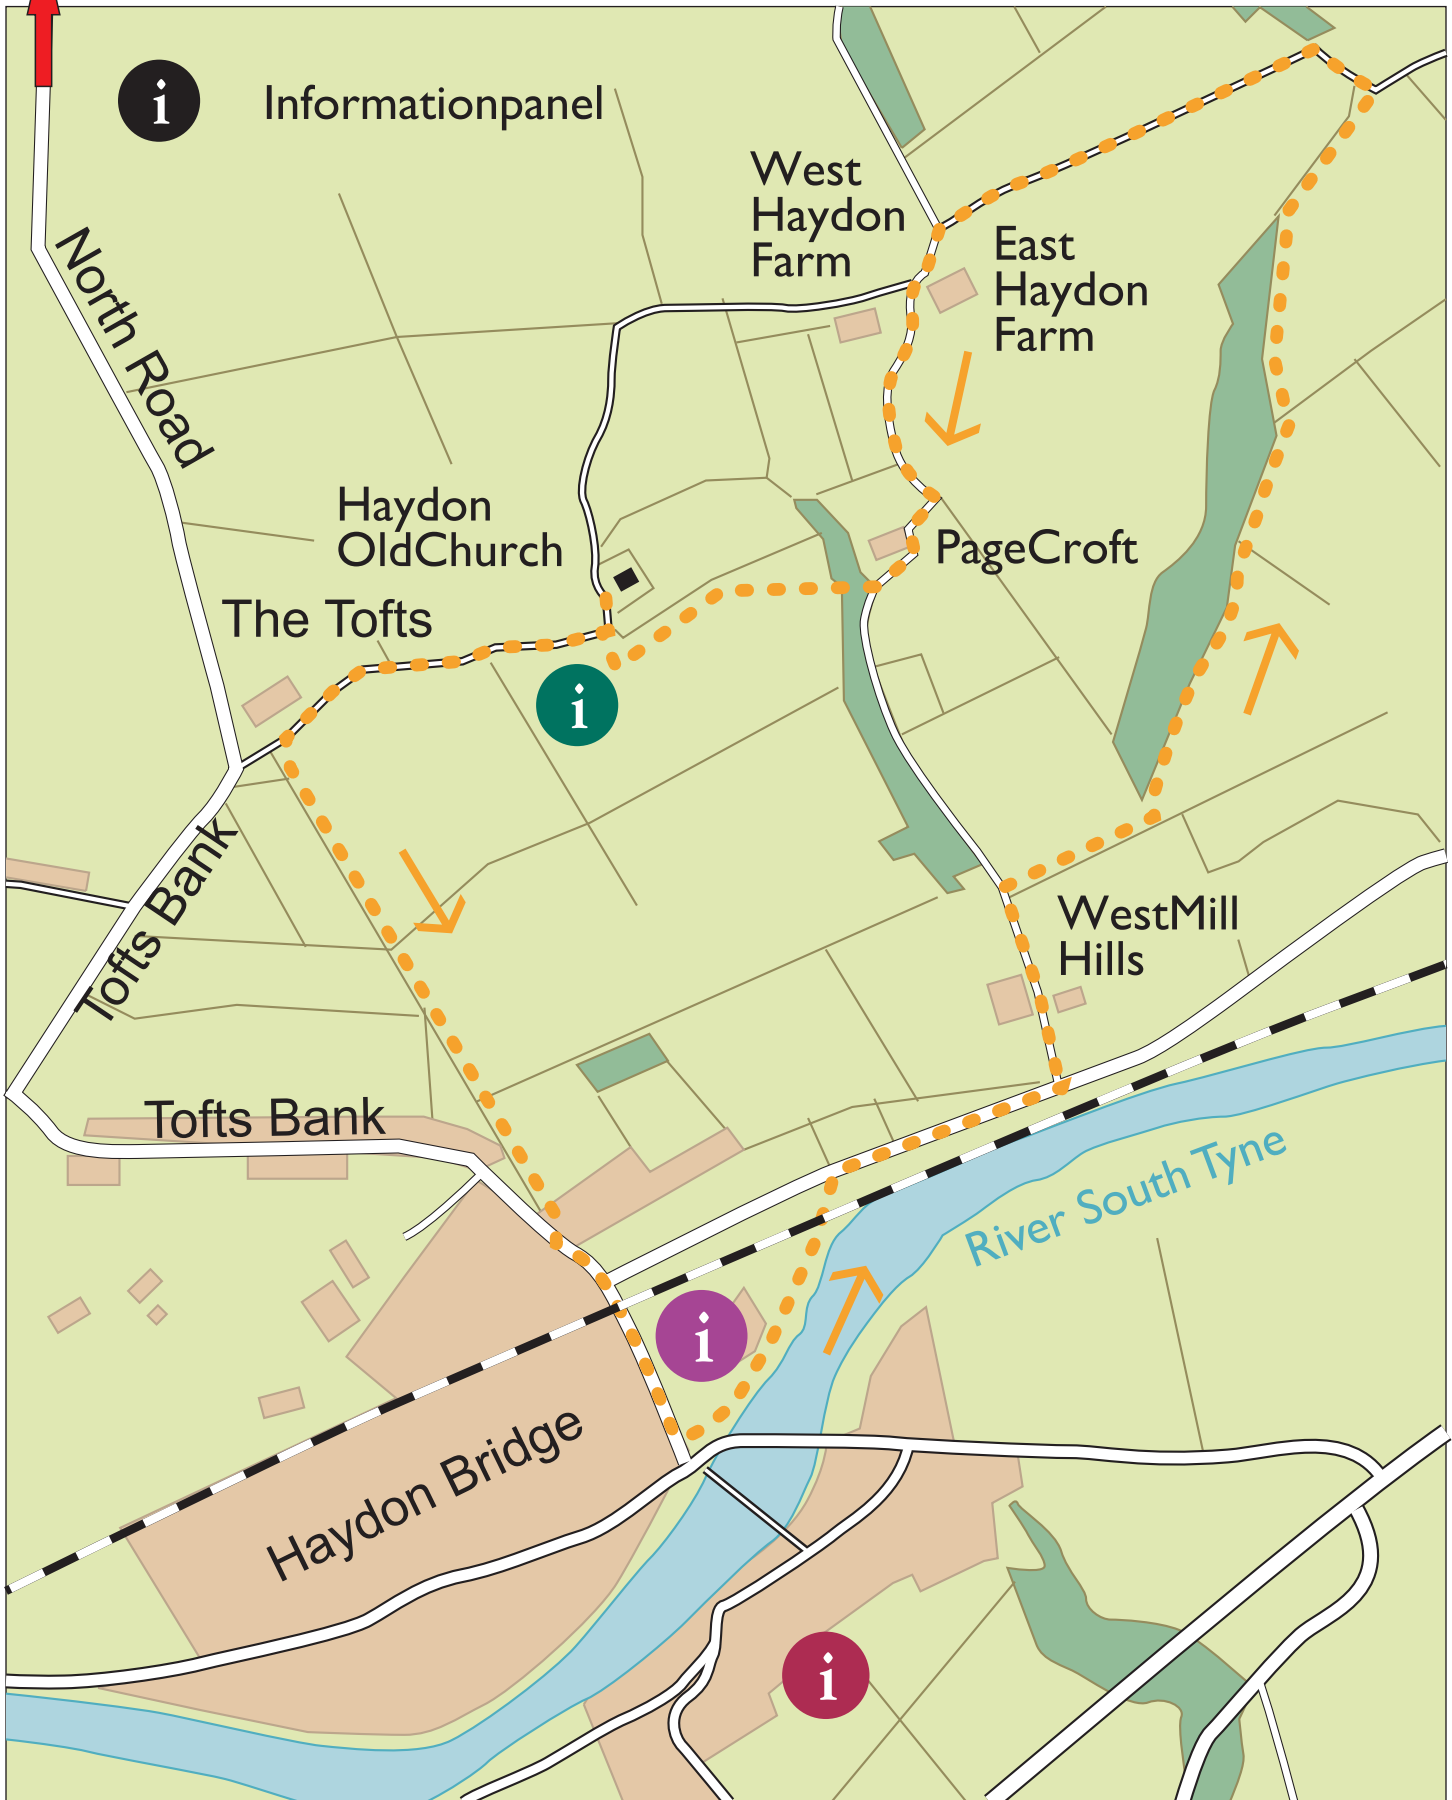 i
Informationpanel
North Road
West
Haydon
Farm
East
Haydon
Farm
Haydon
OldChurch
PageCroft
The Tofts
i
Tofts Bank
WestMill
Hills
Tofts Bank
River South Tyne
i
Haydon Bridge
i